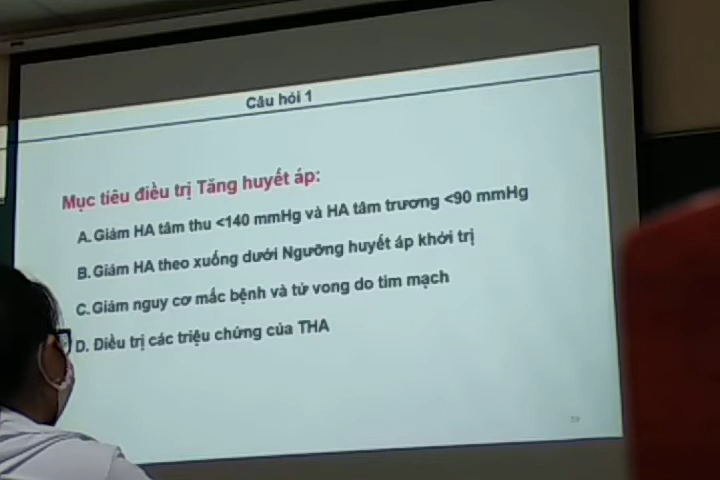 Câu hỏi 1
Mục tiêu điều trị Tăng huyết áp:
A. Giảm HA tâm thu <140 mmHg và HA tâm trương <90 mmHg
B. Giảm HA theo xuống dưới Ngưỡng huyết áp khởi trị
C. Giảm nguy cơ mắc bệnh và tử vong do tim mạch
D. Điều trị các triệu chứng của THA